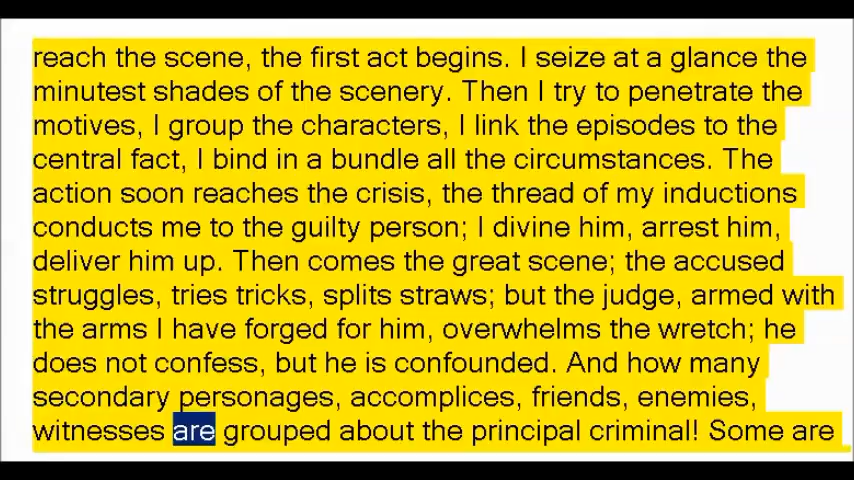 reach the scene, the first act begins. I seize at a glance the
minutest shades of the scenery. Then I try to penetrate the
motives, I group the characters, I link the episodes to the
central fact, I bind in a bundle all the circumstances. The
action soon reaches the crisis, the thread of my inductions
conducts me to the guilty person; I divine him, arrest him,
deliver him up. Then comes the great scene; the accused
struggles, tries tricks, splits straws; but the judge, armed with
the arms I have forged for him, overwhelms the wretch; he
does not confess, but he is confounded. And how many
secondary personages, accomplices, friends, enemies,
witnesses are grouped about the principal criminal! Some are